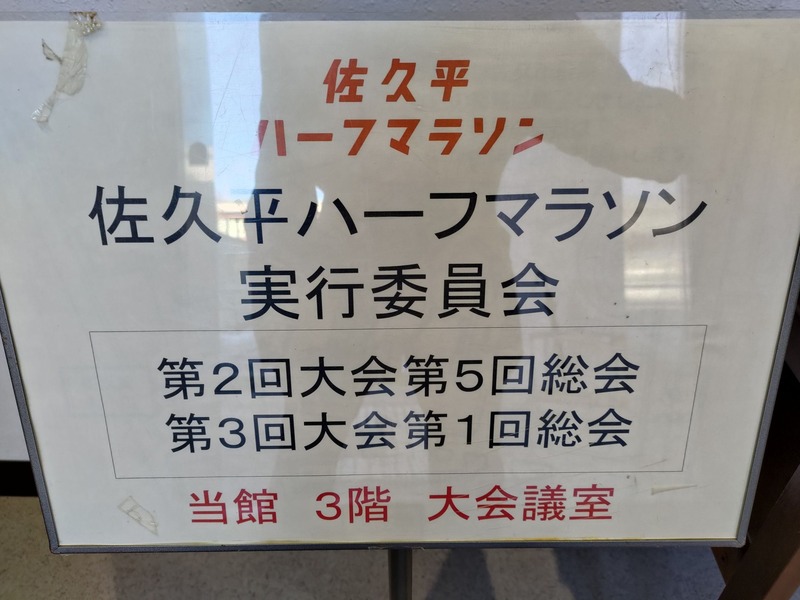 佐久平
ハーフマラソン
佐久平ハーフマラソン
実行委員会
第2回大会第5回総会
第3回大会第1回総会
当館 3階 大会議室